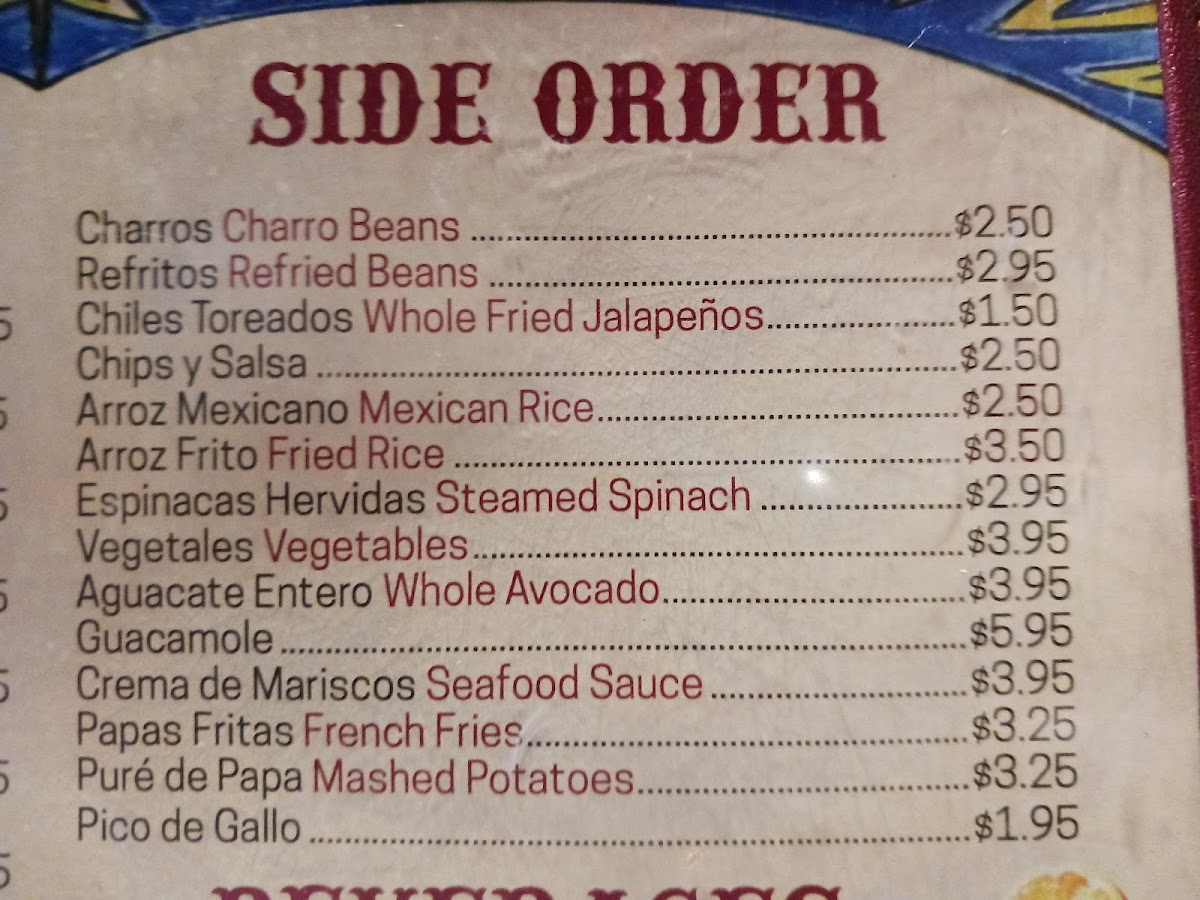 SIDE ORDER
Charros Charro Beans ........................................................$2.50
Refritos Refried Beans ......................................................$2.95
Chiles Toreados Whole Fried Jalapeños......................$1.50
Chips y Salsa ..........................................................................$2.50
Arroz Mexicano Mexican Rice..........................................$2.50
Arroz Frito Fried Rice ..........................................................$3.50
Espinacas Hervidas Steamed Spinach .......................$2.95
Vegetales Vegetables.........................................................$3.95
Aguacate Entero Whole Avocado...................................$3.95
Guacamole ..............................................................................$5.95
Crema de Mariscos Seafood Sauce .............................$3.95
Papas Fritas French Fries...................................................$3.25
Puré de Papa Mashed Potatoes......................................$3.25
Pico de Gallo ...........................................................................$1.95
BEVERAGES